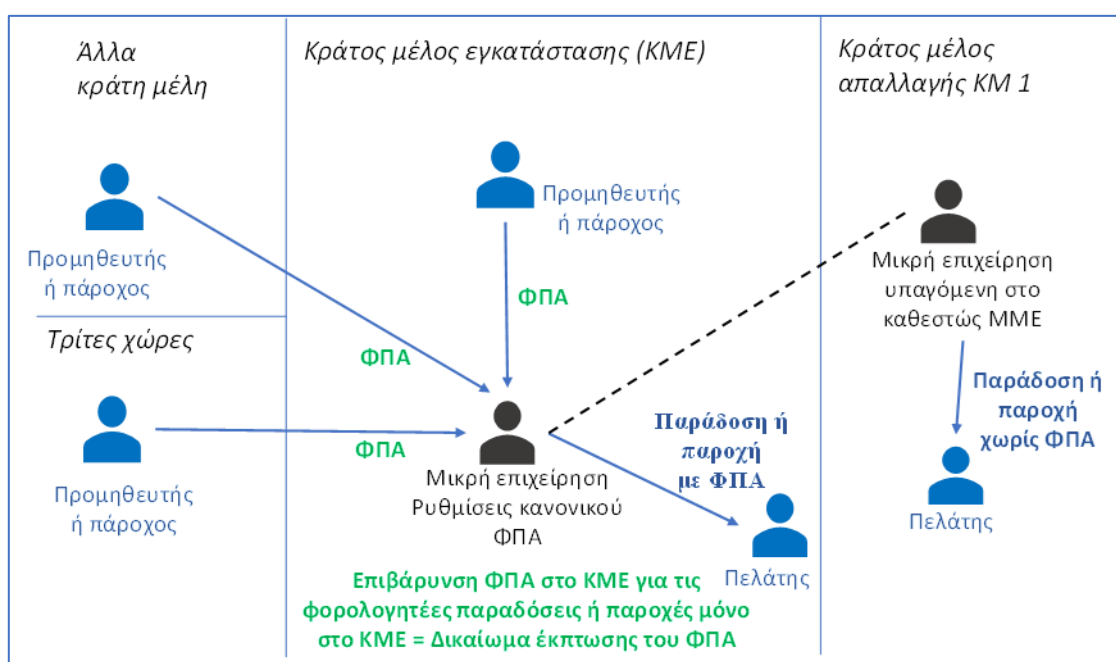 Άλλα
κράτη μέλη
Προμηθευτής
ή πάροχος
Τρίτες χώρες
Προμηθευτής
ή πάροχος
Κράτος μέλος εγκατάστασης (ΚΜΕ)
Προμηθευτής
ή πάροχος
ΦΠΑ
ΦΠΑ
ΦΠΑ
Μικρή επιχείρηση
Ρυθμίσεις κανονικού
ΦΠΑ
Παράδοση ή
παροχή
με ΦΠΑ
Πελάτης
Επιβάρυνση ΦΠΑ στο ΚΜΕ για τις
φορολογητέες παραδόσεις ή παροχές μόνο
στο ΚΜΕ = Δικαίωμα έκπτωσης του ΦΠΑ
Κράτος μέλος
απαλλαγής ΚΜ 1
Μικρή επιχείρηση
υπαγόμενη στο
καθεστώς ΜΜΕ
Παράδοση ή
παροχή
χωρίς ΦΠΑ
Πελάτης